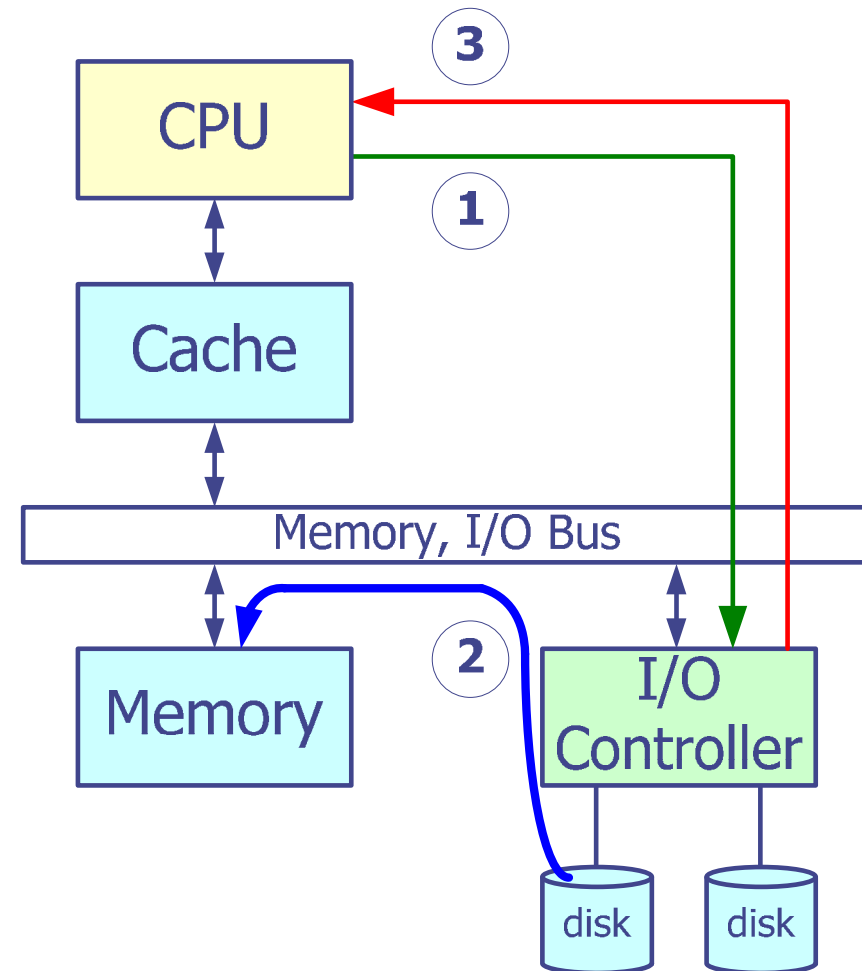 3
CPU
1
Cache
Memory, I/O Bus
2
Memory
I/O
Controller
disk
disk